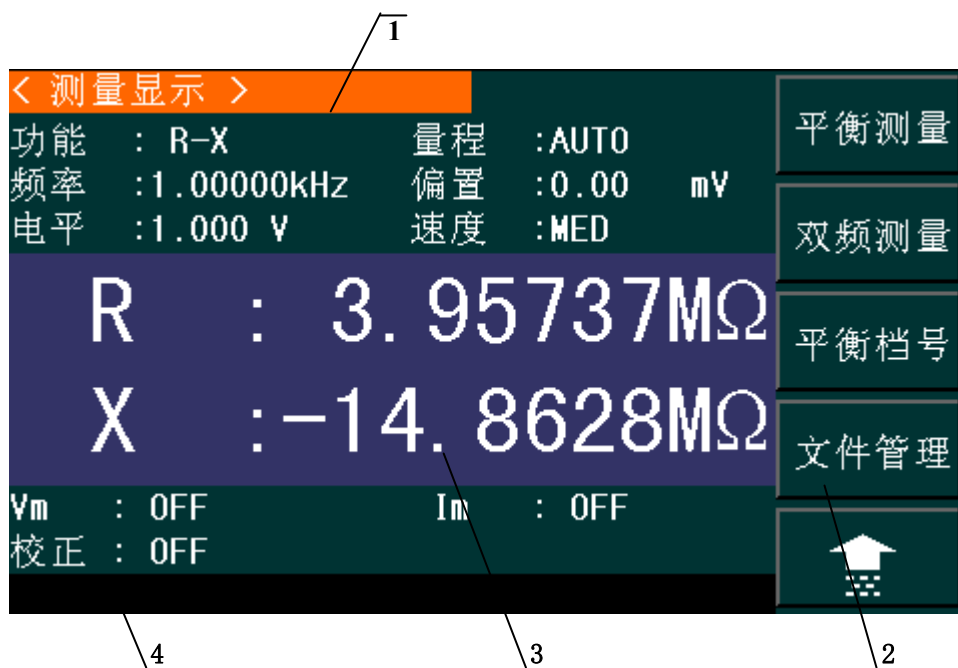 1
< 测量显示 >
功能 : R-X 量程 :AUTO
频率 :1.00000kHz 偏置 :0.00 mV
电平 :1.000 V 速度 :MED
R : 3.95737MΩ
X :-14.8628MΩ
Vm : OFF Im : OFF
校正 : OFF
平衡测量
双频测量
平衡档号
文件管理
4
3
2